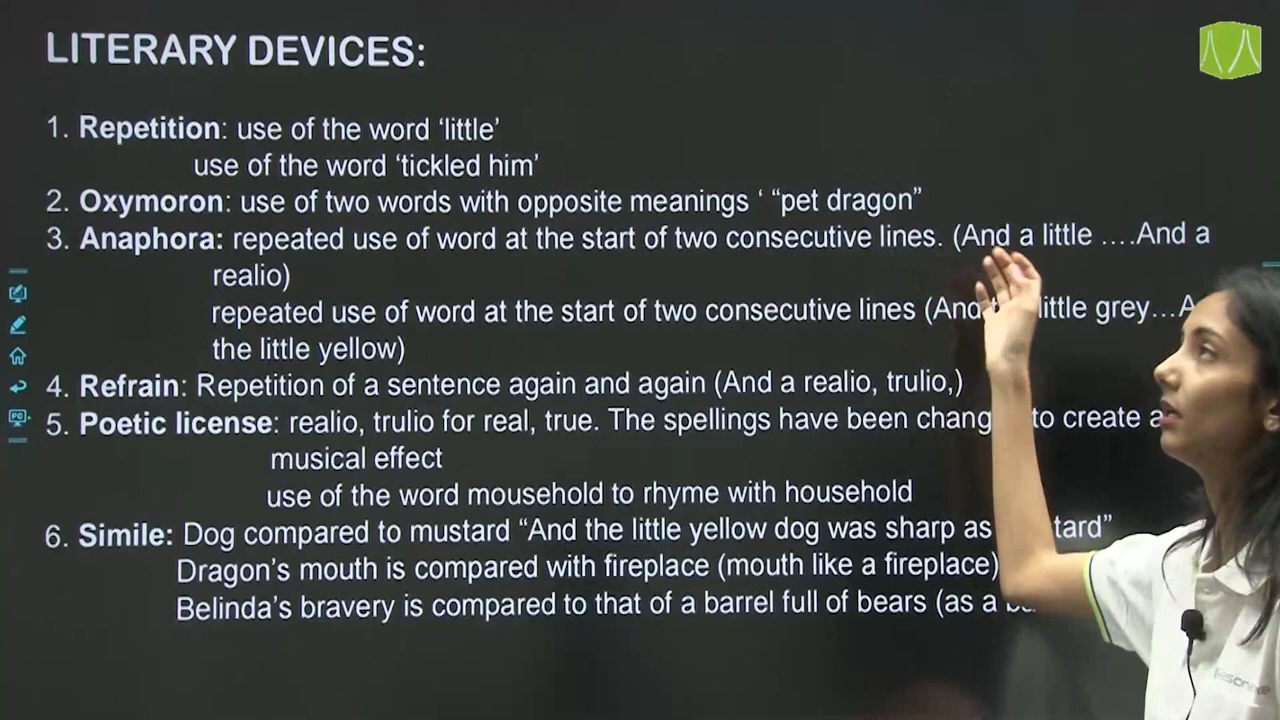 LITERARY DEVICES:
1. Repetition: use of the word ‘little’
use of the word ‘tickled him’
2. Oxymoron: use of two words with opposite meanings ‘ “pet dragon”
3. Anaphora: repeated use of word at the start of two consecutive lines. (And a little ….And a
realio)
repeated use of word at the start of two consecutive lines (And little grey…
the little yellow)
4. Refrain: Repetition of a sentence again and again (And a realio, trulio,)
5. Poetic license: realio, trulio for real, true. The spellings have been to create a
musical effect
use of the word mousehold to rhyme with household
6. Simile: Dog compared to mustard “And the little yellow dog was sharp as
Dragon’s mouth is compared with fireplace (mouth like a fireplace)
Belinda’s bravery is compared to that of a barrel full of bears (as a
PC